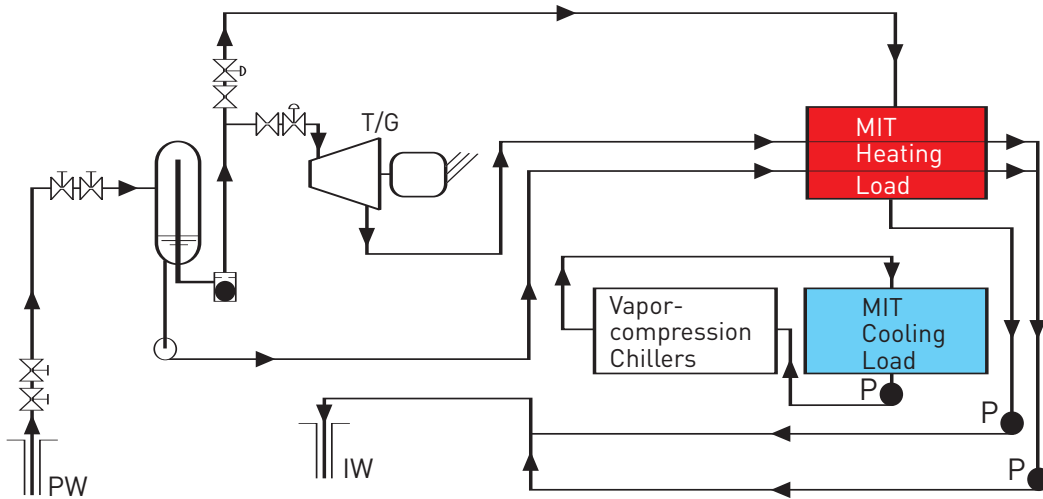 T/G
MIT
Heating
Load
Vapor-
compression
Chillers
MIT
Cooling
Load
P
P
P
PW
IW